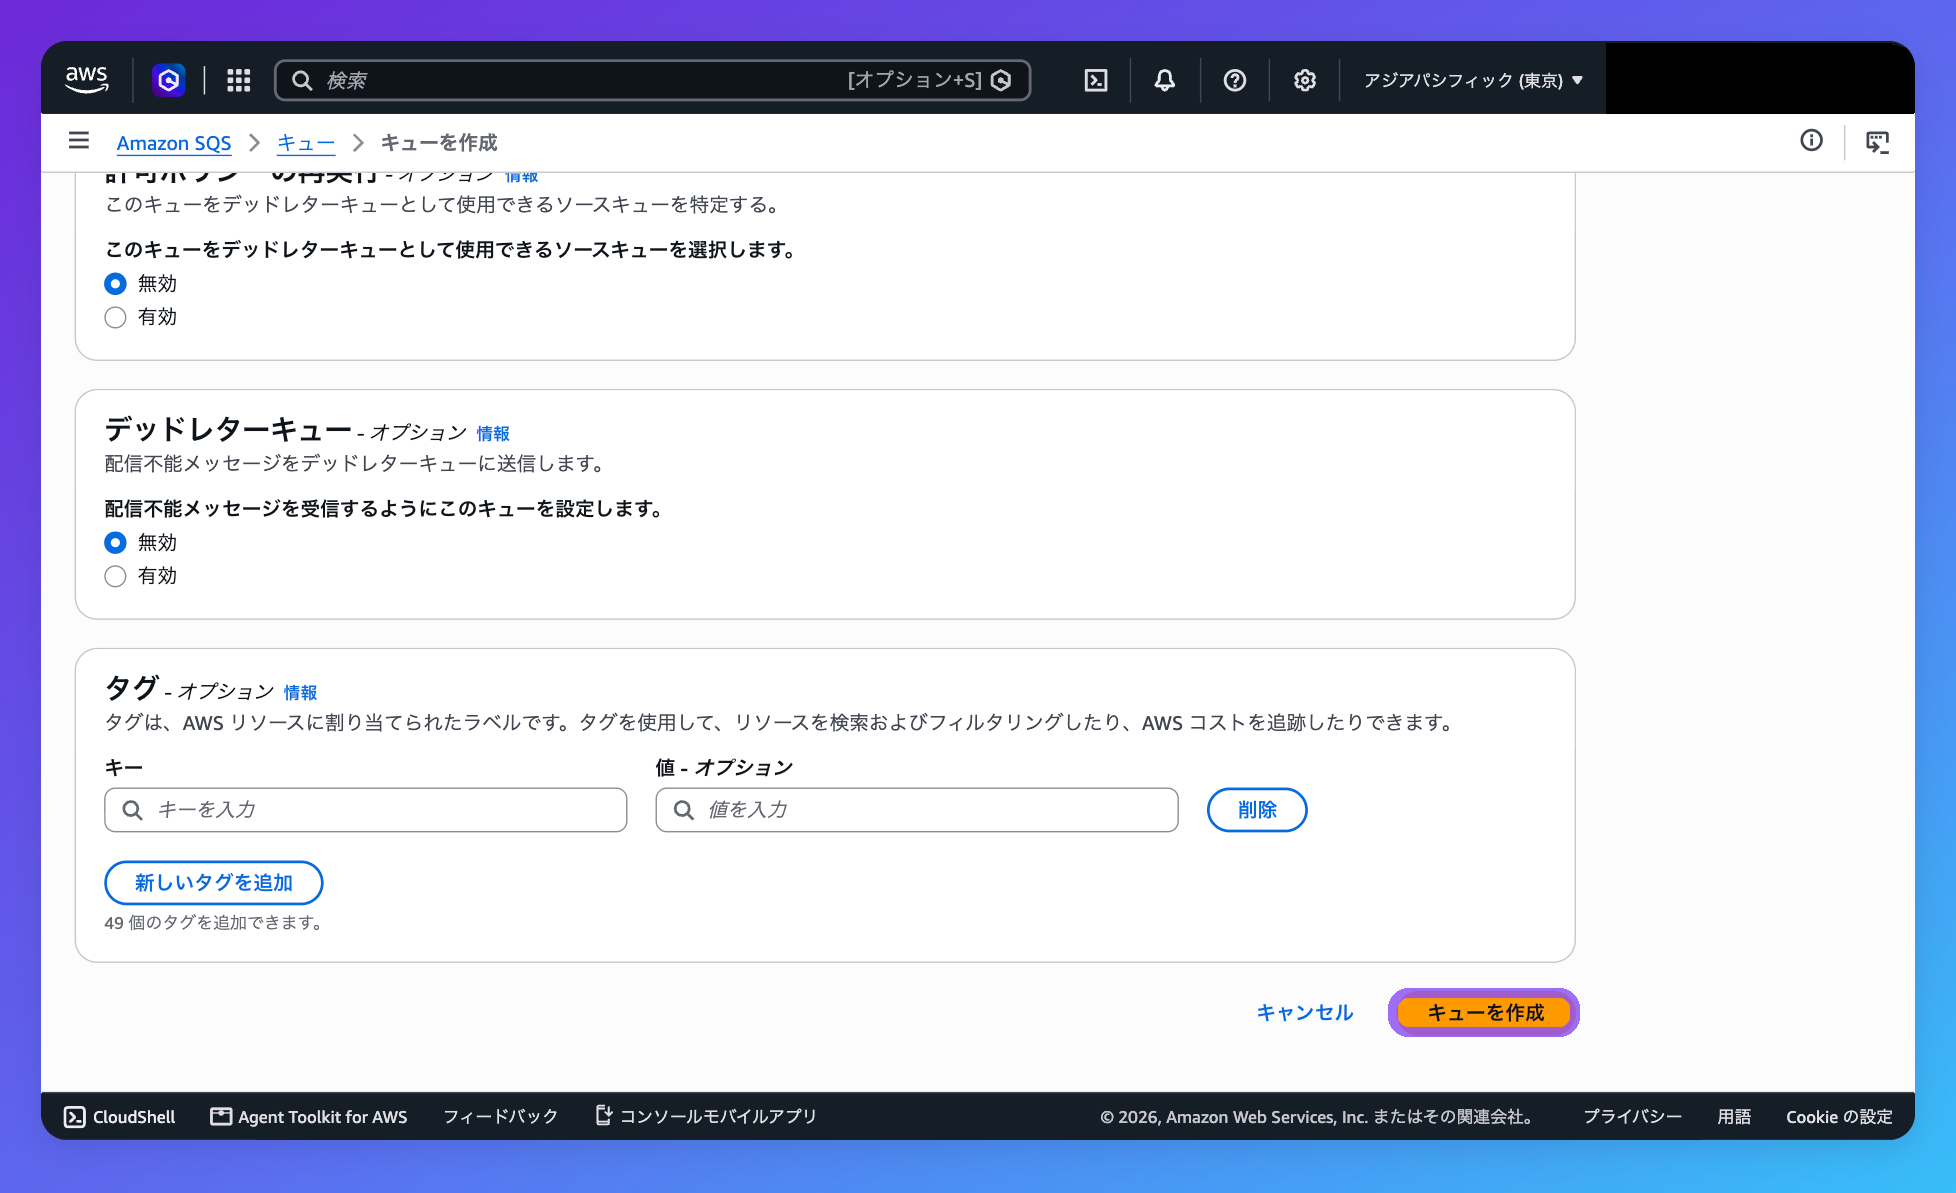 aws
検索 [オプション+S]
アジアパシフィック (東京)
Amazon SQS > キュー > キューを作成
許可ポリシーの再実行 - オプション 情報
このキューをデッドレターキューとして使用できるソースキューを特定する。
このキューをデッドレターキューとして使用できるソースキューを選択します。
無効
有効
デッドレターキュー - オプション 情報
配信不能メッセージをデッドレターキューに送信します。
配信不能メッセージを受信するようにこのキューを設定します。
無効
有効
タグ - オプション 情報
タグは、AWS リソースに割り当てられたラベルです。タグを使用して、リソースを検索およびフィルタリングしたり、AWS コストを追跡したりできます。
キー
値 - オプション
キーを入力
値を入力
削除
新しいタグを追加
49 個のタグを追加できます。
キャンセル
キューを作成
CloudShell Agent Toolkit for AWS フィードバック コンソールモバイルアプリ © 2026, Amazon Web Services, Inc. またはその関連会社。 プライバシー 用語 Cookie の設定